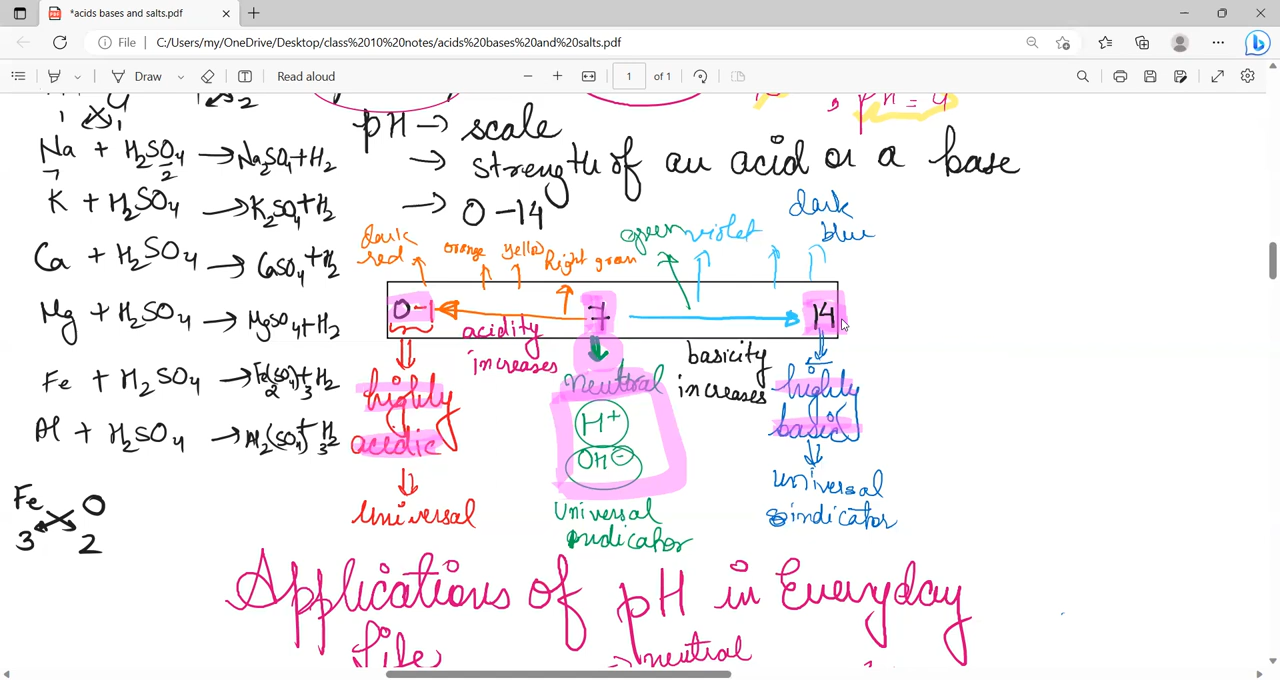 *acids bases and salts.pdf
File C:/Users/my/OneDrive/Desktop/class%2010%20notes/acids%20bases%20and%20salts.pdf
Draw
Read aloud
1 of 1
pH = 4
pH → scale
→ strength of an acid or a base
→ 0-14
Na + H2SO4 → Na2SO4 + H2
K + H2SO4 → K2SO4 + H2
Ca + H2SO4 → CaSO4 + H2
Mg + H2SO4 → MgSO4 + H2
Fe + H2SO4 → Fe2(SO4)3 + H2
Al + H2SO4 → Al2(SO4)3 + H2
Fe O
3 2
dark
red
orange
green
violet
dark
blue
0-1
7
14
acidity
increases
basicity
increases
highly
acidic
universal
neutral
H+
OH-
Universal
indicator
highly
basic
universal
indicator
Applications of pH in Everyday
life
→ neutral